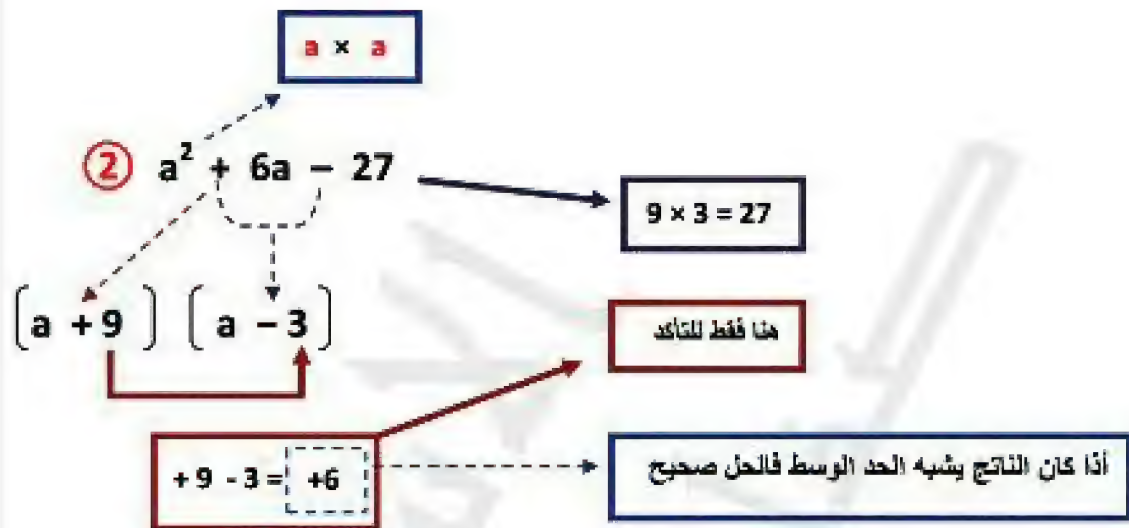 a × a
② a² + 6a – 27
9 × 3 = 27
(a + 9) (a – 3)
هنا فقط للتأكد
+ 9 - 3 = +6
أذا كان الناتج يشبه الحد الوسط فالحل صحيح